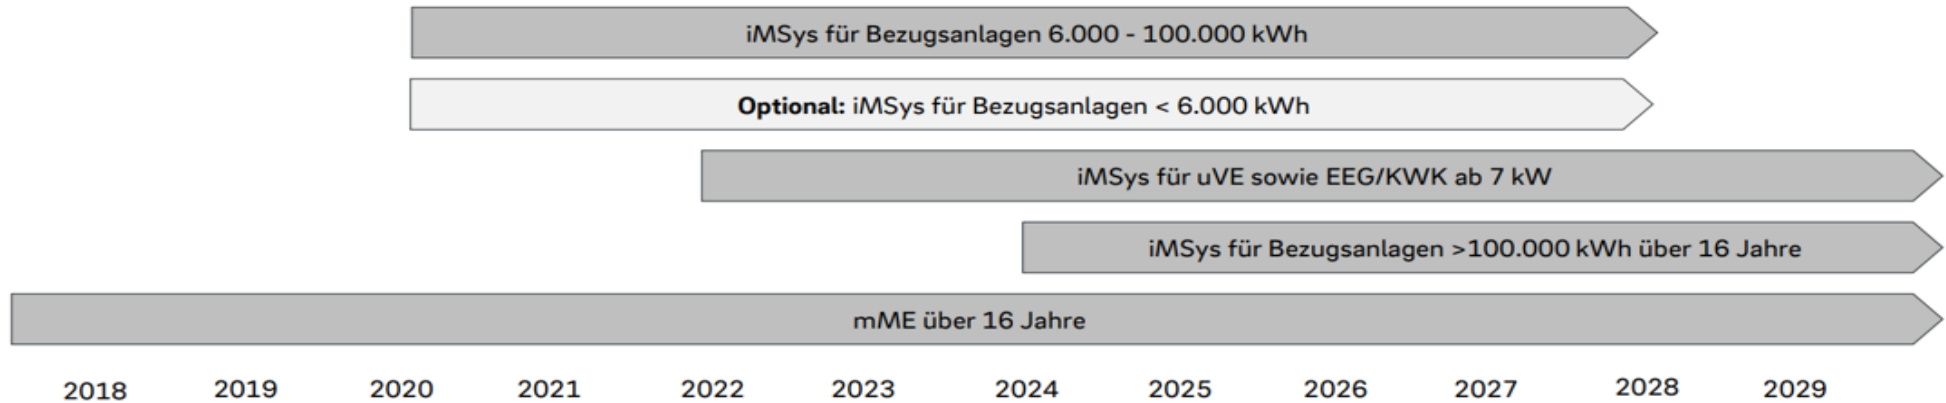 iMSys für Bezugsanlagen 6.000 - 100.000 kWh
Optional: iMSys für Bezugsanlagen < 6.000 kWh
iMSys für uVE sowie EEG/KWK ab 7 kW
iMSys für Bezugsanlagen >100.000 kWh über 16 Jahre
mME über 16 Jahre
2018 2019 2020 2021 2022 2023 2024 2025 2026 2027 2028 2029